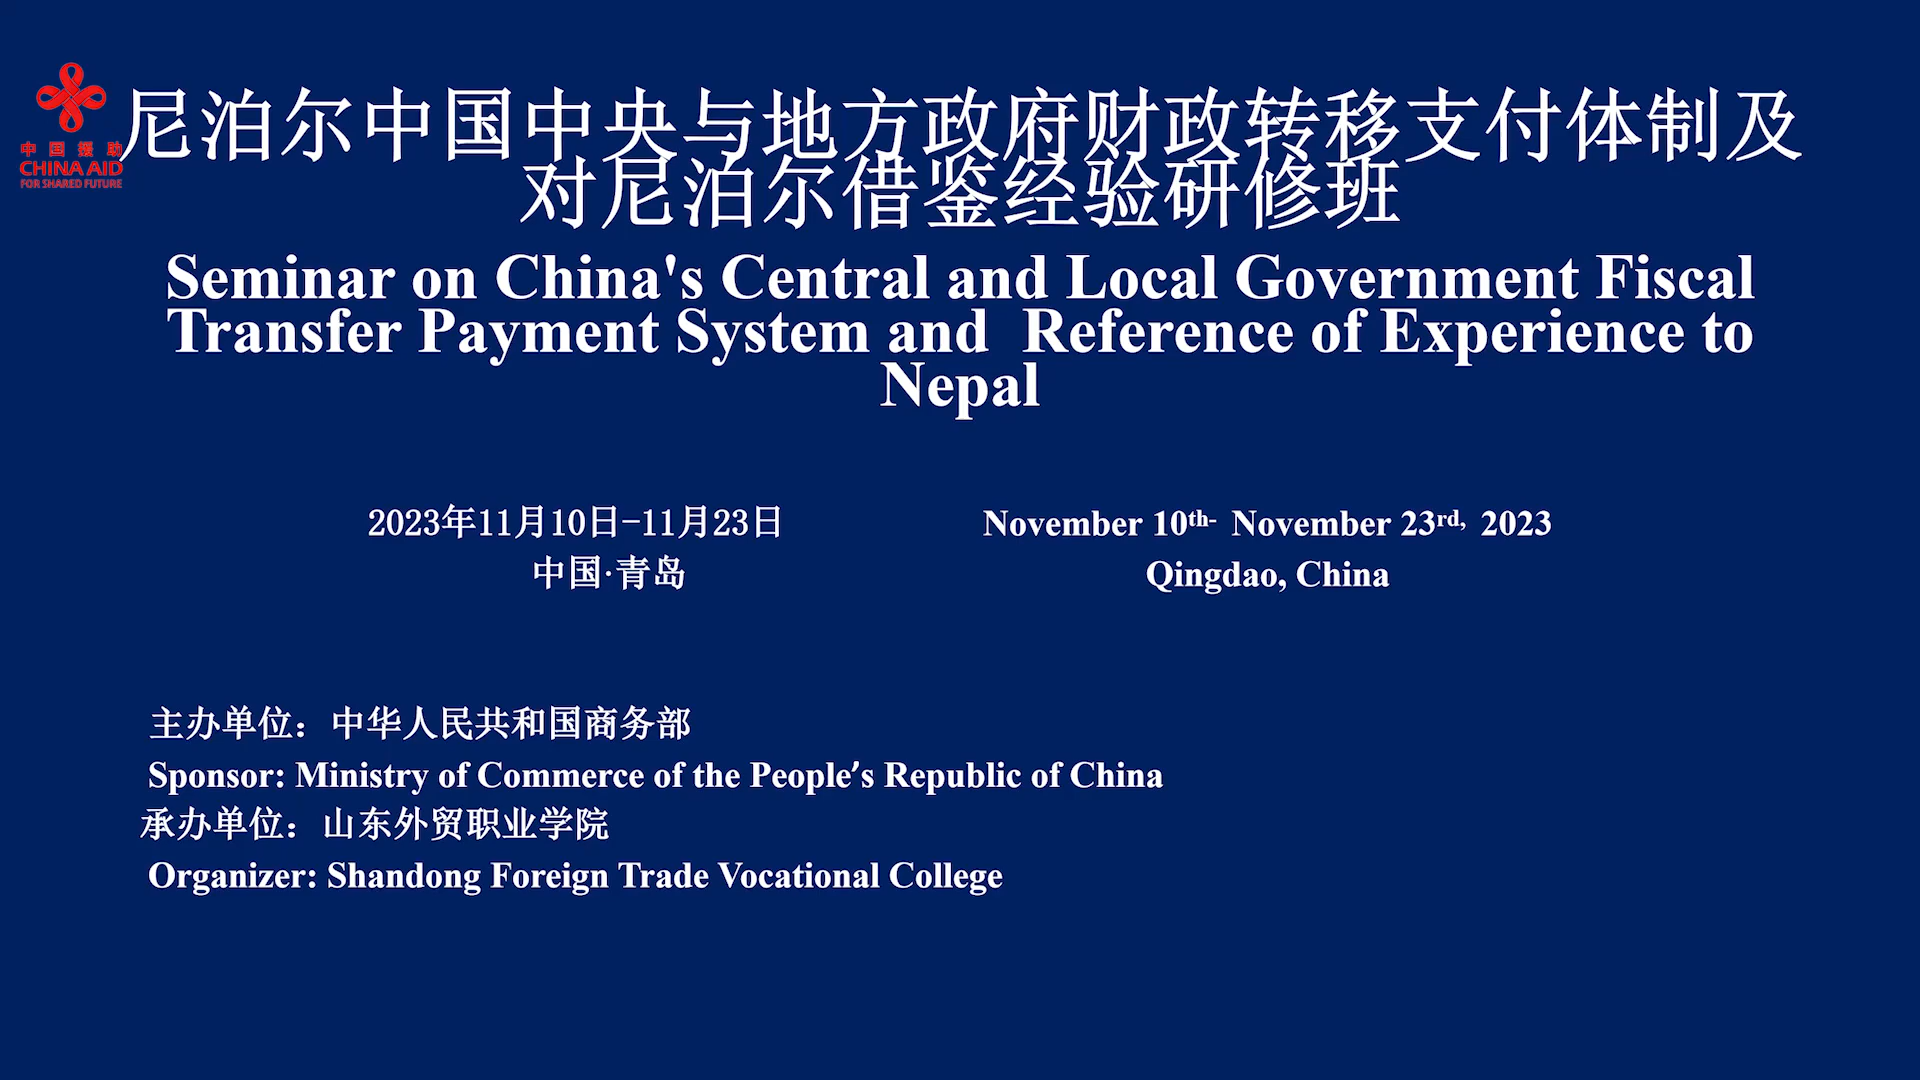 中国援助
CHINA AID
FOR SHARED FUTURE
尼泊尔中国中央与地方政府财政转移支付体制及
对尼泊尔借鉴经验研修班
Seminar on China's Central and Local Government Fiscal
Transfer Payment System and Reference of Experience to
Nepal
2023年11月10日-11月23日
中国·青岛
November 10th- November 23rd, 2023
Qingdao, China
主办单位：中华人民共和国商务部
Sponsor: Ministry of Commerce of the People’s Republic of China
承办单位：山东外贸职业学院
Organizer: Shandong Foreign Trade Vocational College